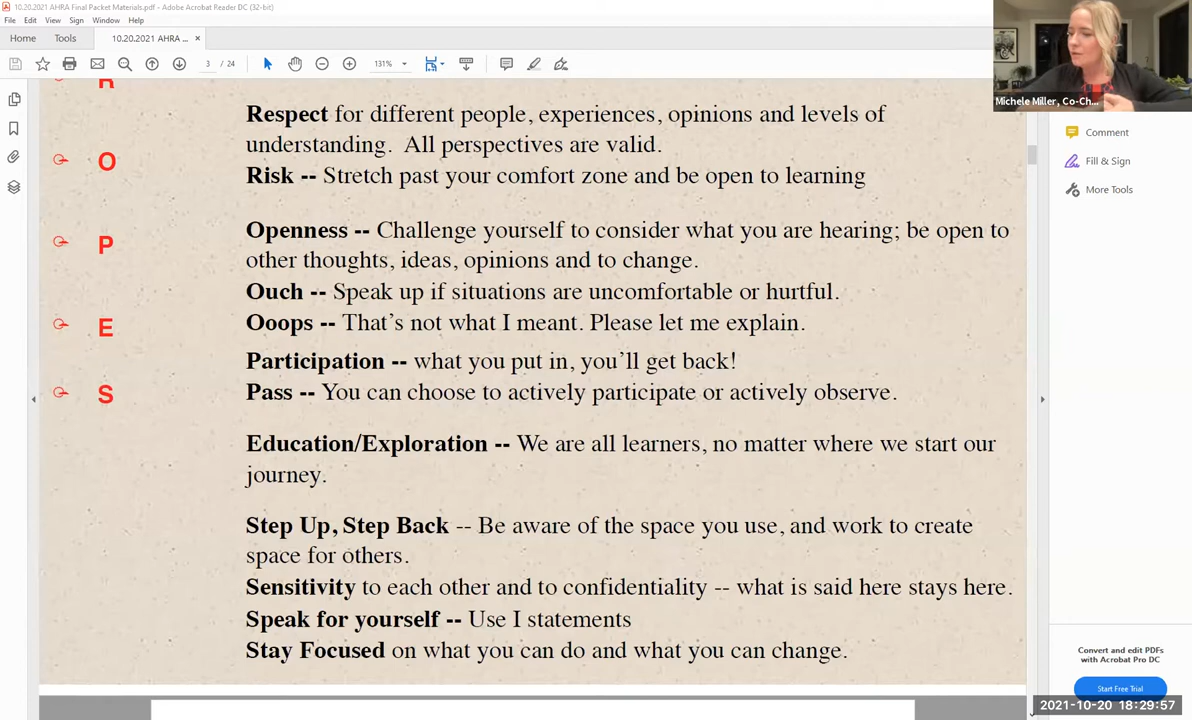 10.20.2021 AHRA Final Packet Materials.pdf - Adobe Acrobat Reader DC (32-bit)
File Edit View Sign Window Help
Home Tools 10.20.2021 AHRA ... ×
3 / 24 131%
Michele Miller, Co-Ch...
Comment
Fill & Sign
More Tools
R
Respect for different people, experiences, opinions and levels of
understanding. All perspectives are valid.
O
Risk -- Stretch past your comfort zone and be open to learning
Openness -- Challenge yourself to consider what you are hearing; be open to
P
other thoughts, ideas, opinions and to change.
Ouch -- Speak up if situations are uncomfortable or hurtful.
E
Ooops -- That’s not what I meant. Please let me explain.
Participation -- what you put in, you’ll get back!
S
Pass -- You can choose to actively participate or actively observe.
Education/Exploration -- We are all learners, no matter where we start our
journey.
Step Up, Step Back -- Be aware of the space you use, and work to create
space for others.
Sensitivity to each other and to confidentiality -- what is said here stays here.
Speak for yourself -- Use I statements
Stay Focused on what you can do and what you can change.
Convert and edit PDFs
with Acrobat Pro DC
Start Free Trial
2021-10-20 18:29:57